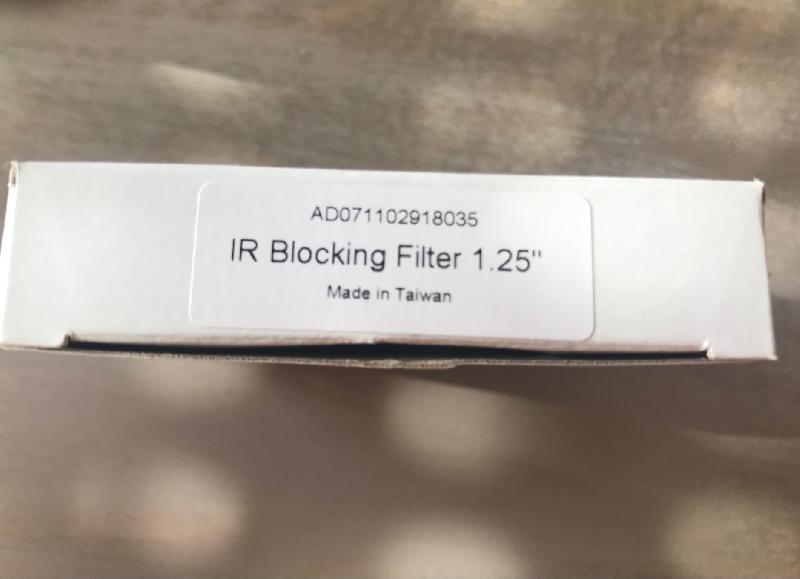 AD071102918035
IR Blocking Filter 1.25"
Made in Taiwan